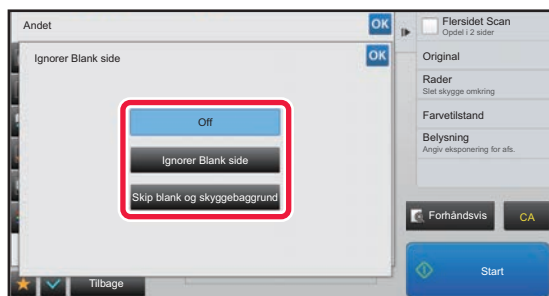 Andet
OK
Ignorer Blank side
OK
Off
Ignorer Blank side
Skip blank og skyggebaggrund
Tilbage
Flersidet Scan
Opdel i 2 sider
Original
Rader
Slet skygge omkring
Farvetilstand
Belysning
Angiv eksponering for afs.
Forhåndsvis
CA
Start